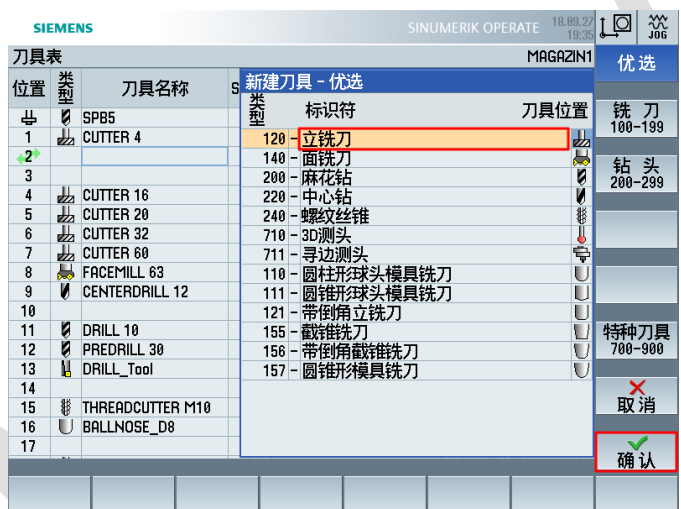 SIEMENS
SINUMERIK OPERATE 18.09.27 19:35
JOG
刀具表 MAGAZIN1
位置 类型 刀具名称 S
新建刀具 - 优选
类型 标识符 刀具位置
SPB5
1 CUTTER 4
2
3
4 CUTTER 16
5 CUTTER 20
6 CUTTER 32
7 CUTTER 60
8 FACEMILL 63
9 CENTERDRILL 12
10
11 DRILL 10
12 PREDRILL 30
13 DRILL_Tool
14
15 THREADCUTTER M10
16 BALLNOSE_D8
17
120 - 立铣刀
140 - 面铣刀
200 - 麻花钻
220 - 中心钻
240 - 螺纹丝锥
710 - 3D测头
711 - 寻边测头
110 - 圆柱形球头模具铣刀
111 - 圆锥形球头模具铣刀
121 - 带倒角立铣刀
155 - 截锥铣刀
156 - 带倒角截锥铣刀
157 - 圆锥形模具铣刀
优选
铣 刀
100-199
钻 头
200-299
特种刀具
700-900
取消
确认